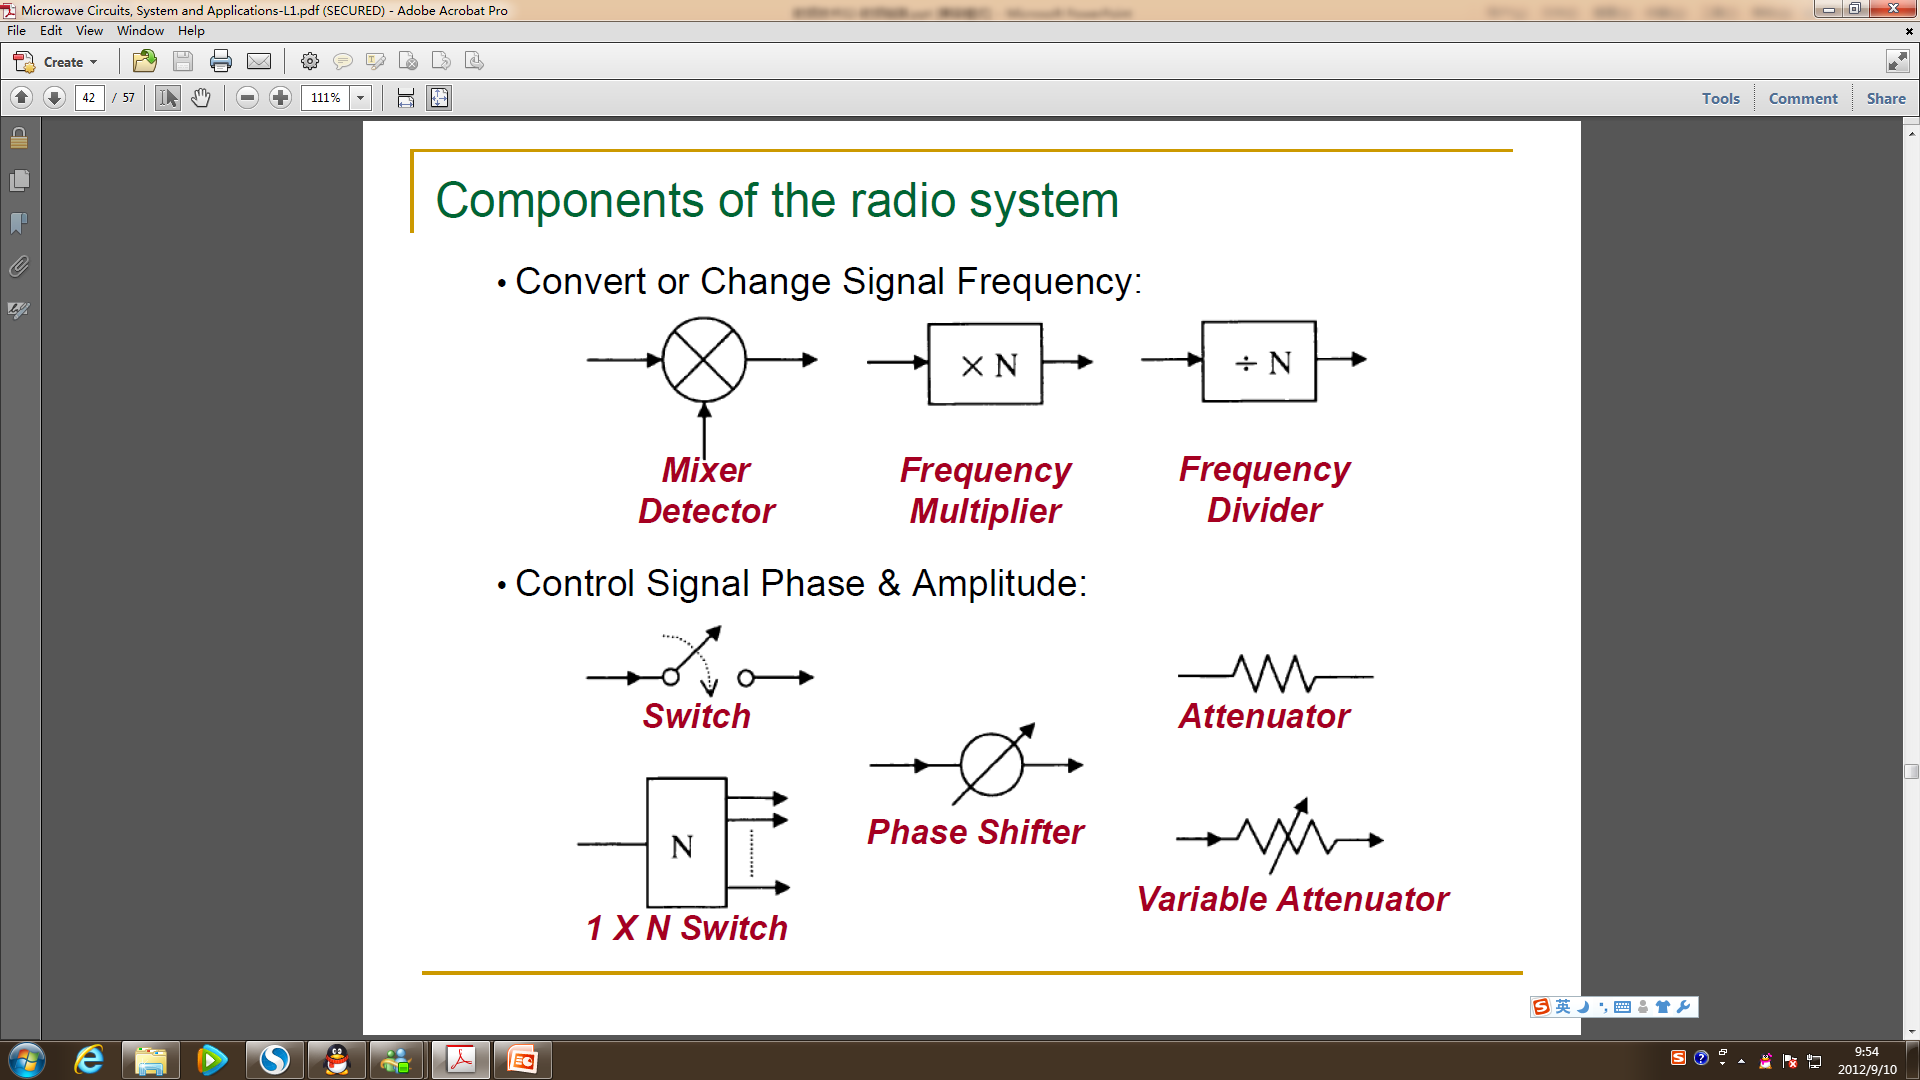 Microwave Circuits, System and Applications-L1.pdf (SECURED) - Adobe Acrobat Pro
File Edit View Window Help
Create
42 / 57 111% Tools Comment Share
Components of the radio system
• Convert or Change Signal Frequency:
× N
÷ N
Mixer
Detector
Frequency
Multiplier
Frequency
Divider
• Control Signal Phase & Amplitude:
Switch
Attenuator
Phase Shifter
N
1 X N Switch
Variable Attenuator
英
9:54
2012/9/10